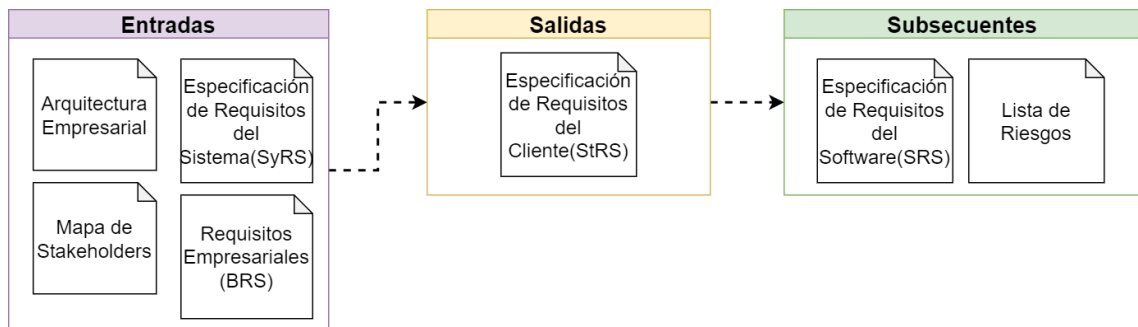 Entradas
Arquitectura
Empresarial
Especificación
de Requisitos
del
Sistema(SyRS)
Mapa de
Stakeholders
Requisitos
Empresariales
(BRS)
Salidas
Especificación
de Requisitos
del
Cliente(StRS)
Subsecuentes
Especificación
de Requisitos
del
Software(SRS)
Lista de
Riesgos